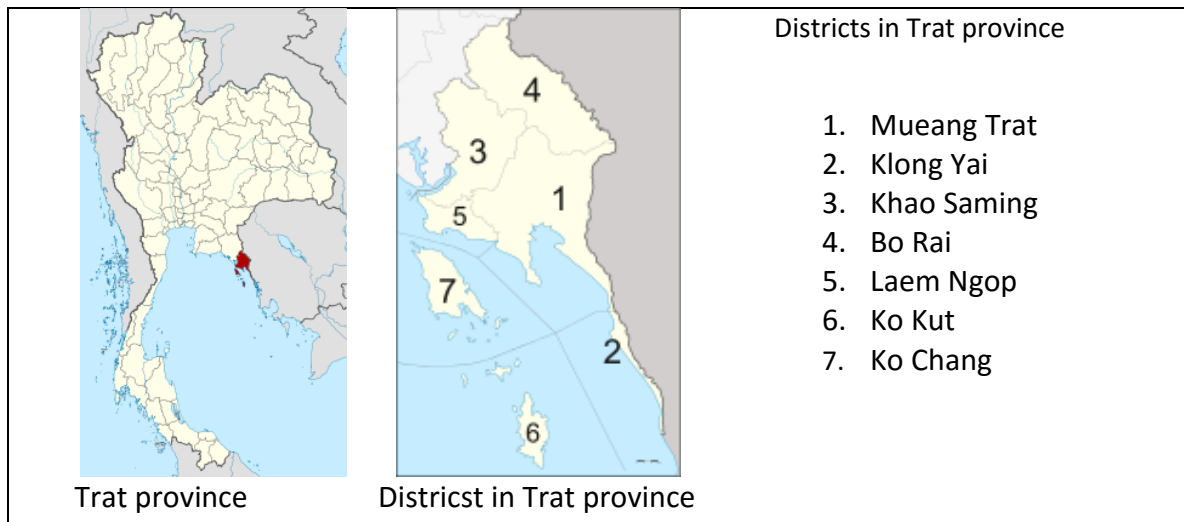 Districts in Trat province
4
3
1
5
7
2
6
1. Mueang Trat
2. Klong Yai
3. Khao Saming
4. Bo Rai
5. Laem Ngop
6. Ko Kut
7. Ko Chang
Trat province
Districst in Trat province